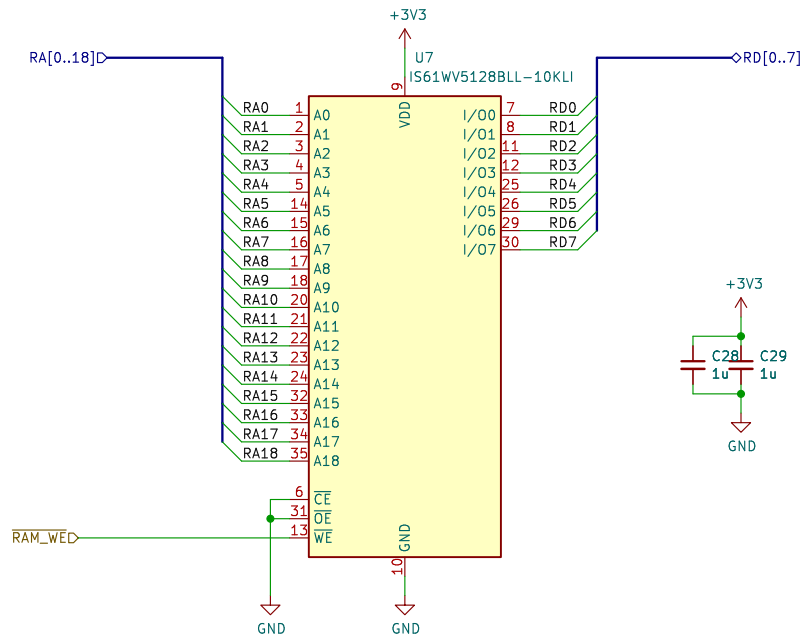 +3V3
RA[0..18]
U7
IS61WV5128BLL-10KLI
RD[0..7]
9
VDD
RA0 1 A0 I/O0 7 RD0
RA1 2 A1 I/O1 8 RD1
RA2 3 A2 I/O2 11 RD2
RA3 4 A3 I/O3 12 RD3
RA4 5 A4 I/O4 25 RD4
RA5 14 A5 I/O5 26 RD5
RA6 15 A6 I/O6 29 RD6
RA7 16 A7 I/O7 30 RD7
RA8 17 A8
RA9 18 A9
RA10 20 A10
RA11 21 A11
RA12 22 A12
RA13 23 A13
RA14 24 A14
RA15 32 A15
RA16 33 A16
RA17 34 A17
RA18 35 A18
+3V3
C28
1u
C29
1u
GND
6 CE
31 OE
RAM_WE 13 WE
GND
10
GND
GND